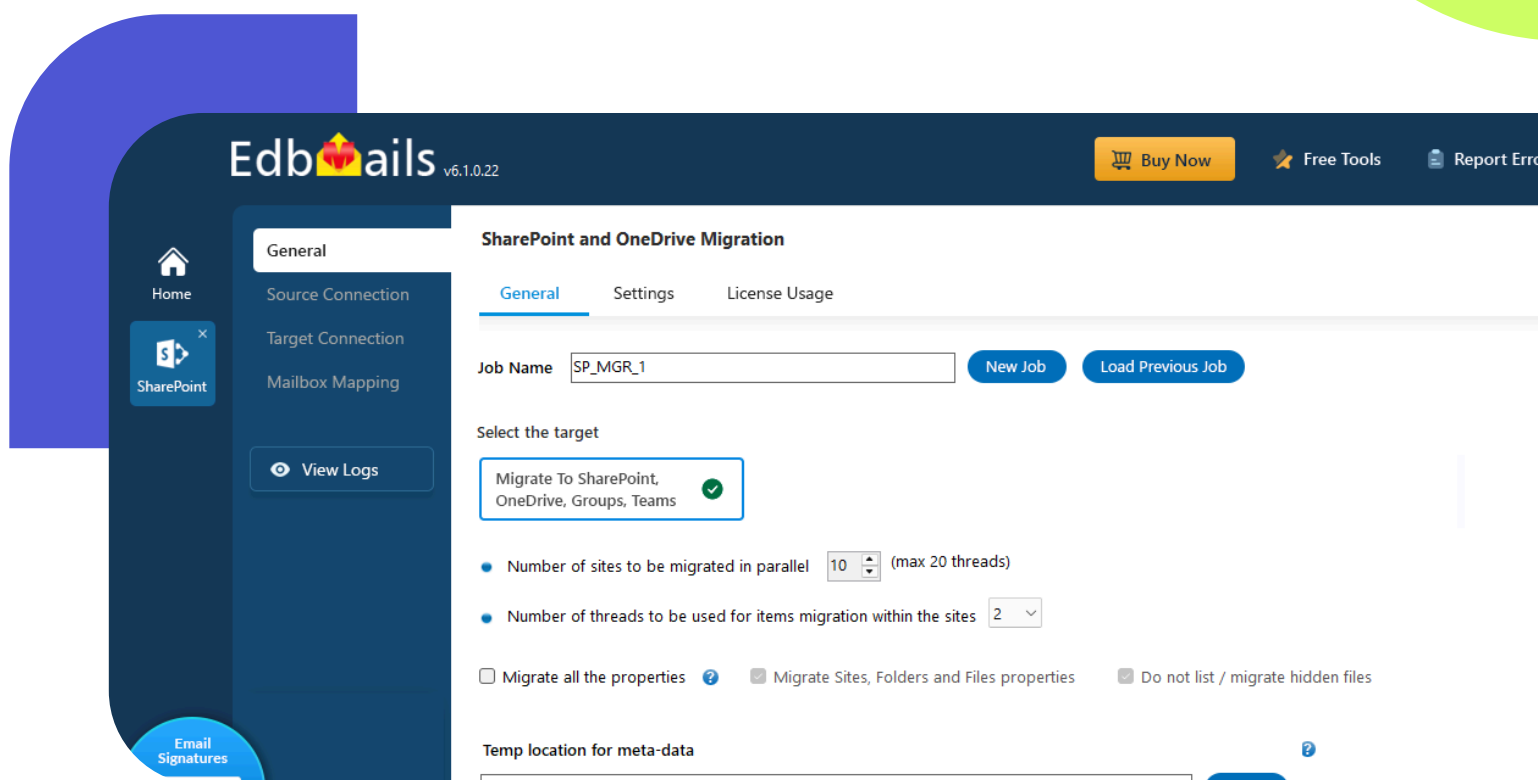 Edbmails v6.1.0.22
Buy Now
Free Tools
Report Erro
Home
SharePoint
General
Source Connection
Target Connection
Mailbox Mapping
View Logs
Email
Signatures
SharePoint and OneDrive Migration
General Settings License Usage
Job Name SP_MGR_1 New Job Load Previous Job
Select the target
Migrate To SharePoint,
OneDrive, Groups, Teams
Number of sites to be migrated in parallel 10 (max 20 threads)
Number of threads to be used for items migration within the sites 2
Migrate all the properties ? Migrate Sites, Folders and Files properties Do not list / migrate hidden files
Temp location for meta-data ?